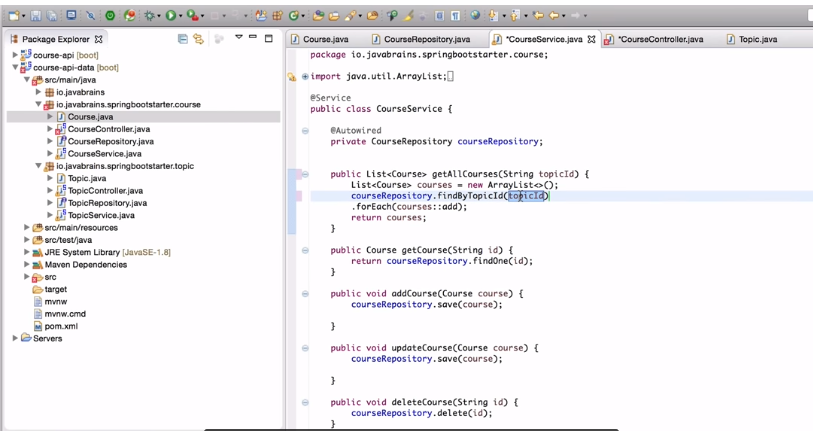 Package Explorer
course-api [boot]
course-api-data [boot]
src/main/java
io.javabrains
io.javabrains.springbootstarter.course
Course.java
CourseController.java
CourseRepository.java
CourseService.java
io.javabrains.springbootstarter.topic
Topic.java
TopicController.java
TopicRepository.java
TopicService.java
src/main/resources
src/test/java
JRE System Library [JavaSE-1.8]
Maven Dependencies
src
target
mvnw
mvnw.cmd
pom.xml
Servers
Course.java CourseRepository.java *CourseService.java *CourseController.java Topic.java
package io.javabrains.springbootstarter.course;
import java.util.ArrayList;
@Service
public class CourseService {
@Autowired
private CourseRepository courseRepository;
public List<Course> getAllCourses(String topicId) {
List<Course> courses = new ArrayList<>();
courseRepository.findByTopicId(topicId)
.forEach(courses::add);
return courses;
}
public Course getCourse(String id) {
return courseRepository.findOne(id);
}
public void addCourse(Course course) {
courseRepository.save(course);
}
public void updateCourse(Course course) {
courseRepository.save(course);
}
public void deleteCourse(String id) {
courseRepository.delete(id);
}